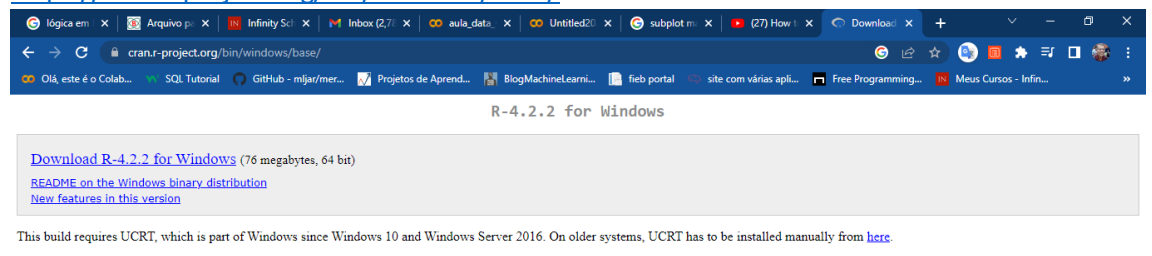 lógica em
Arquivo pa
Infinity Sch
Inbox (2,78
aula_data_
Untitled20
subplot m
(27) How t
Download
cran.r-project.org/bin/windows/base/
Olá, este é o Colab...
SQL Tutorial
GitHub - mljar/mer...
Projetos de Aprend...
BlogMachineLearni...
fieb portal
site com várias apli...
Free Programming...
Meus Cursos - Infin...
R-4.2.2 for Windows
Download R-4.2.2 for Windows (76 megabytes, 64 bit)
README on the Windows binary distribution
New features in this version
This build requires UCRT, which is part of Windows since Windows 10 and Windows Server 2016. On older systems, UCRT has to be installed manually from here.